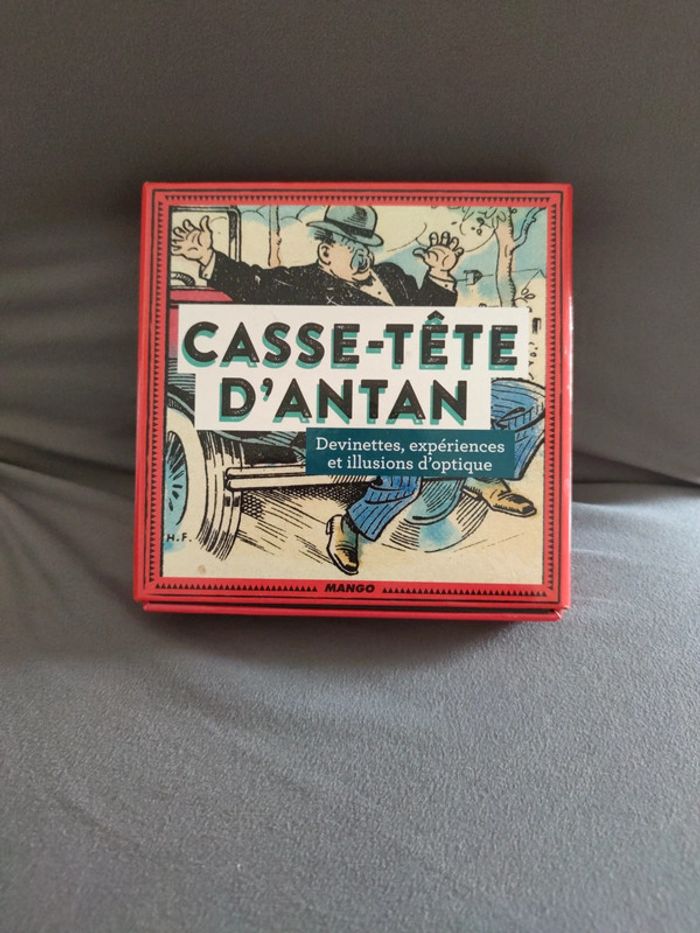 CASSE-TÊTE
D'ANTAN
Devinettes, expériences
et illusions d'optique
H.F.
MANGO